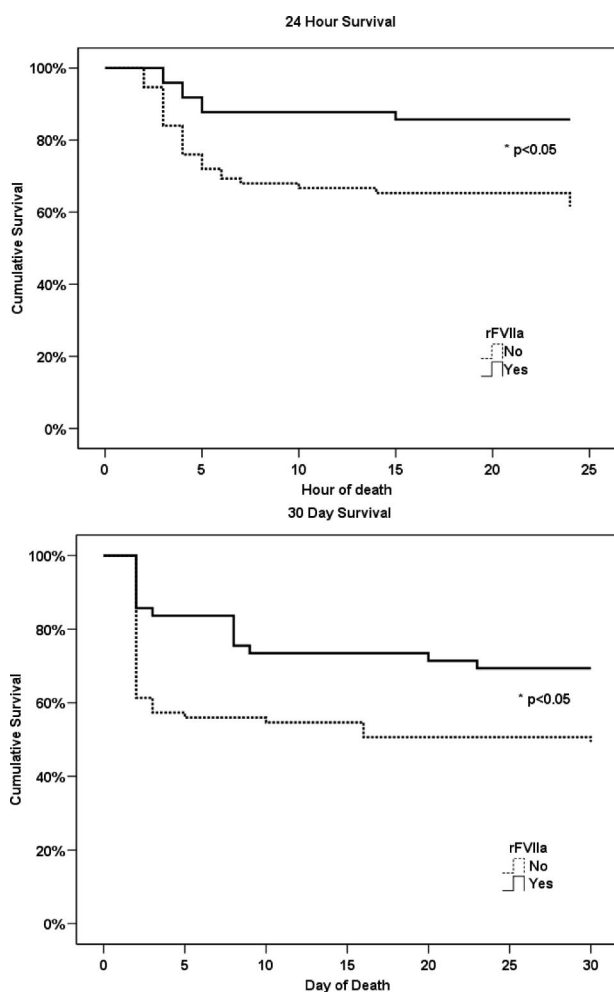 24 Hour Survival
100%
80%
60%
40%
20%
0%
Cumulative Survival
* p<0.05
rFVIIa
No
Yes
0 5 10 15 20 25
Hour of death
30 Day Survival
100%
80%
60%
40%
20%
0%
Cumulative Survival
* p<0.05
rFVIIa
No
Yes
0 5 10 15 20 25 30
Day of Death